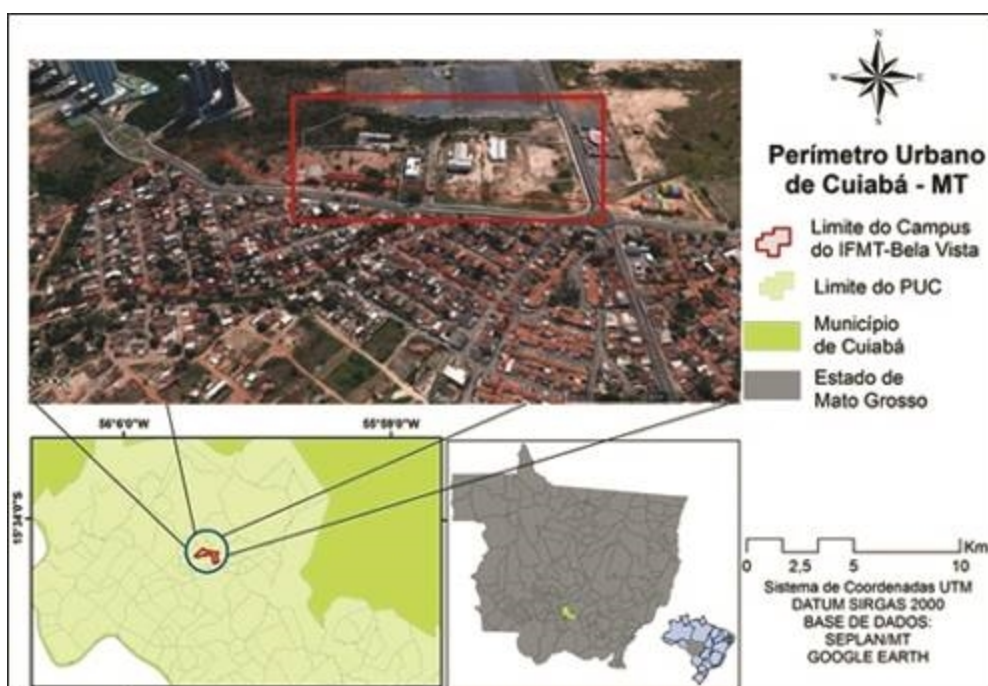 N
W E
S
Perímetro Urbano
de Cuiabá - MT
Limite do Campus
do IFMT-Bela Vista
Limite do PUC
Município
de Cuiabá
Estado de
Mato Grosso
56°6'0"W 55°59'0"W
15°34'0"S
Km
0 2,5 5 10
Sistema de Coordenadas UTM
DATUM SIRGAS 2000
BASE DE DADOS:
SEPLAN/MT
GOOGLE EARTH